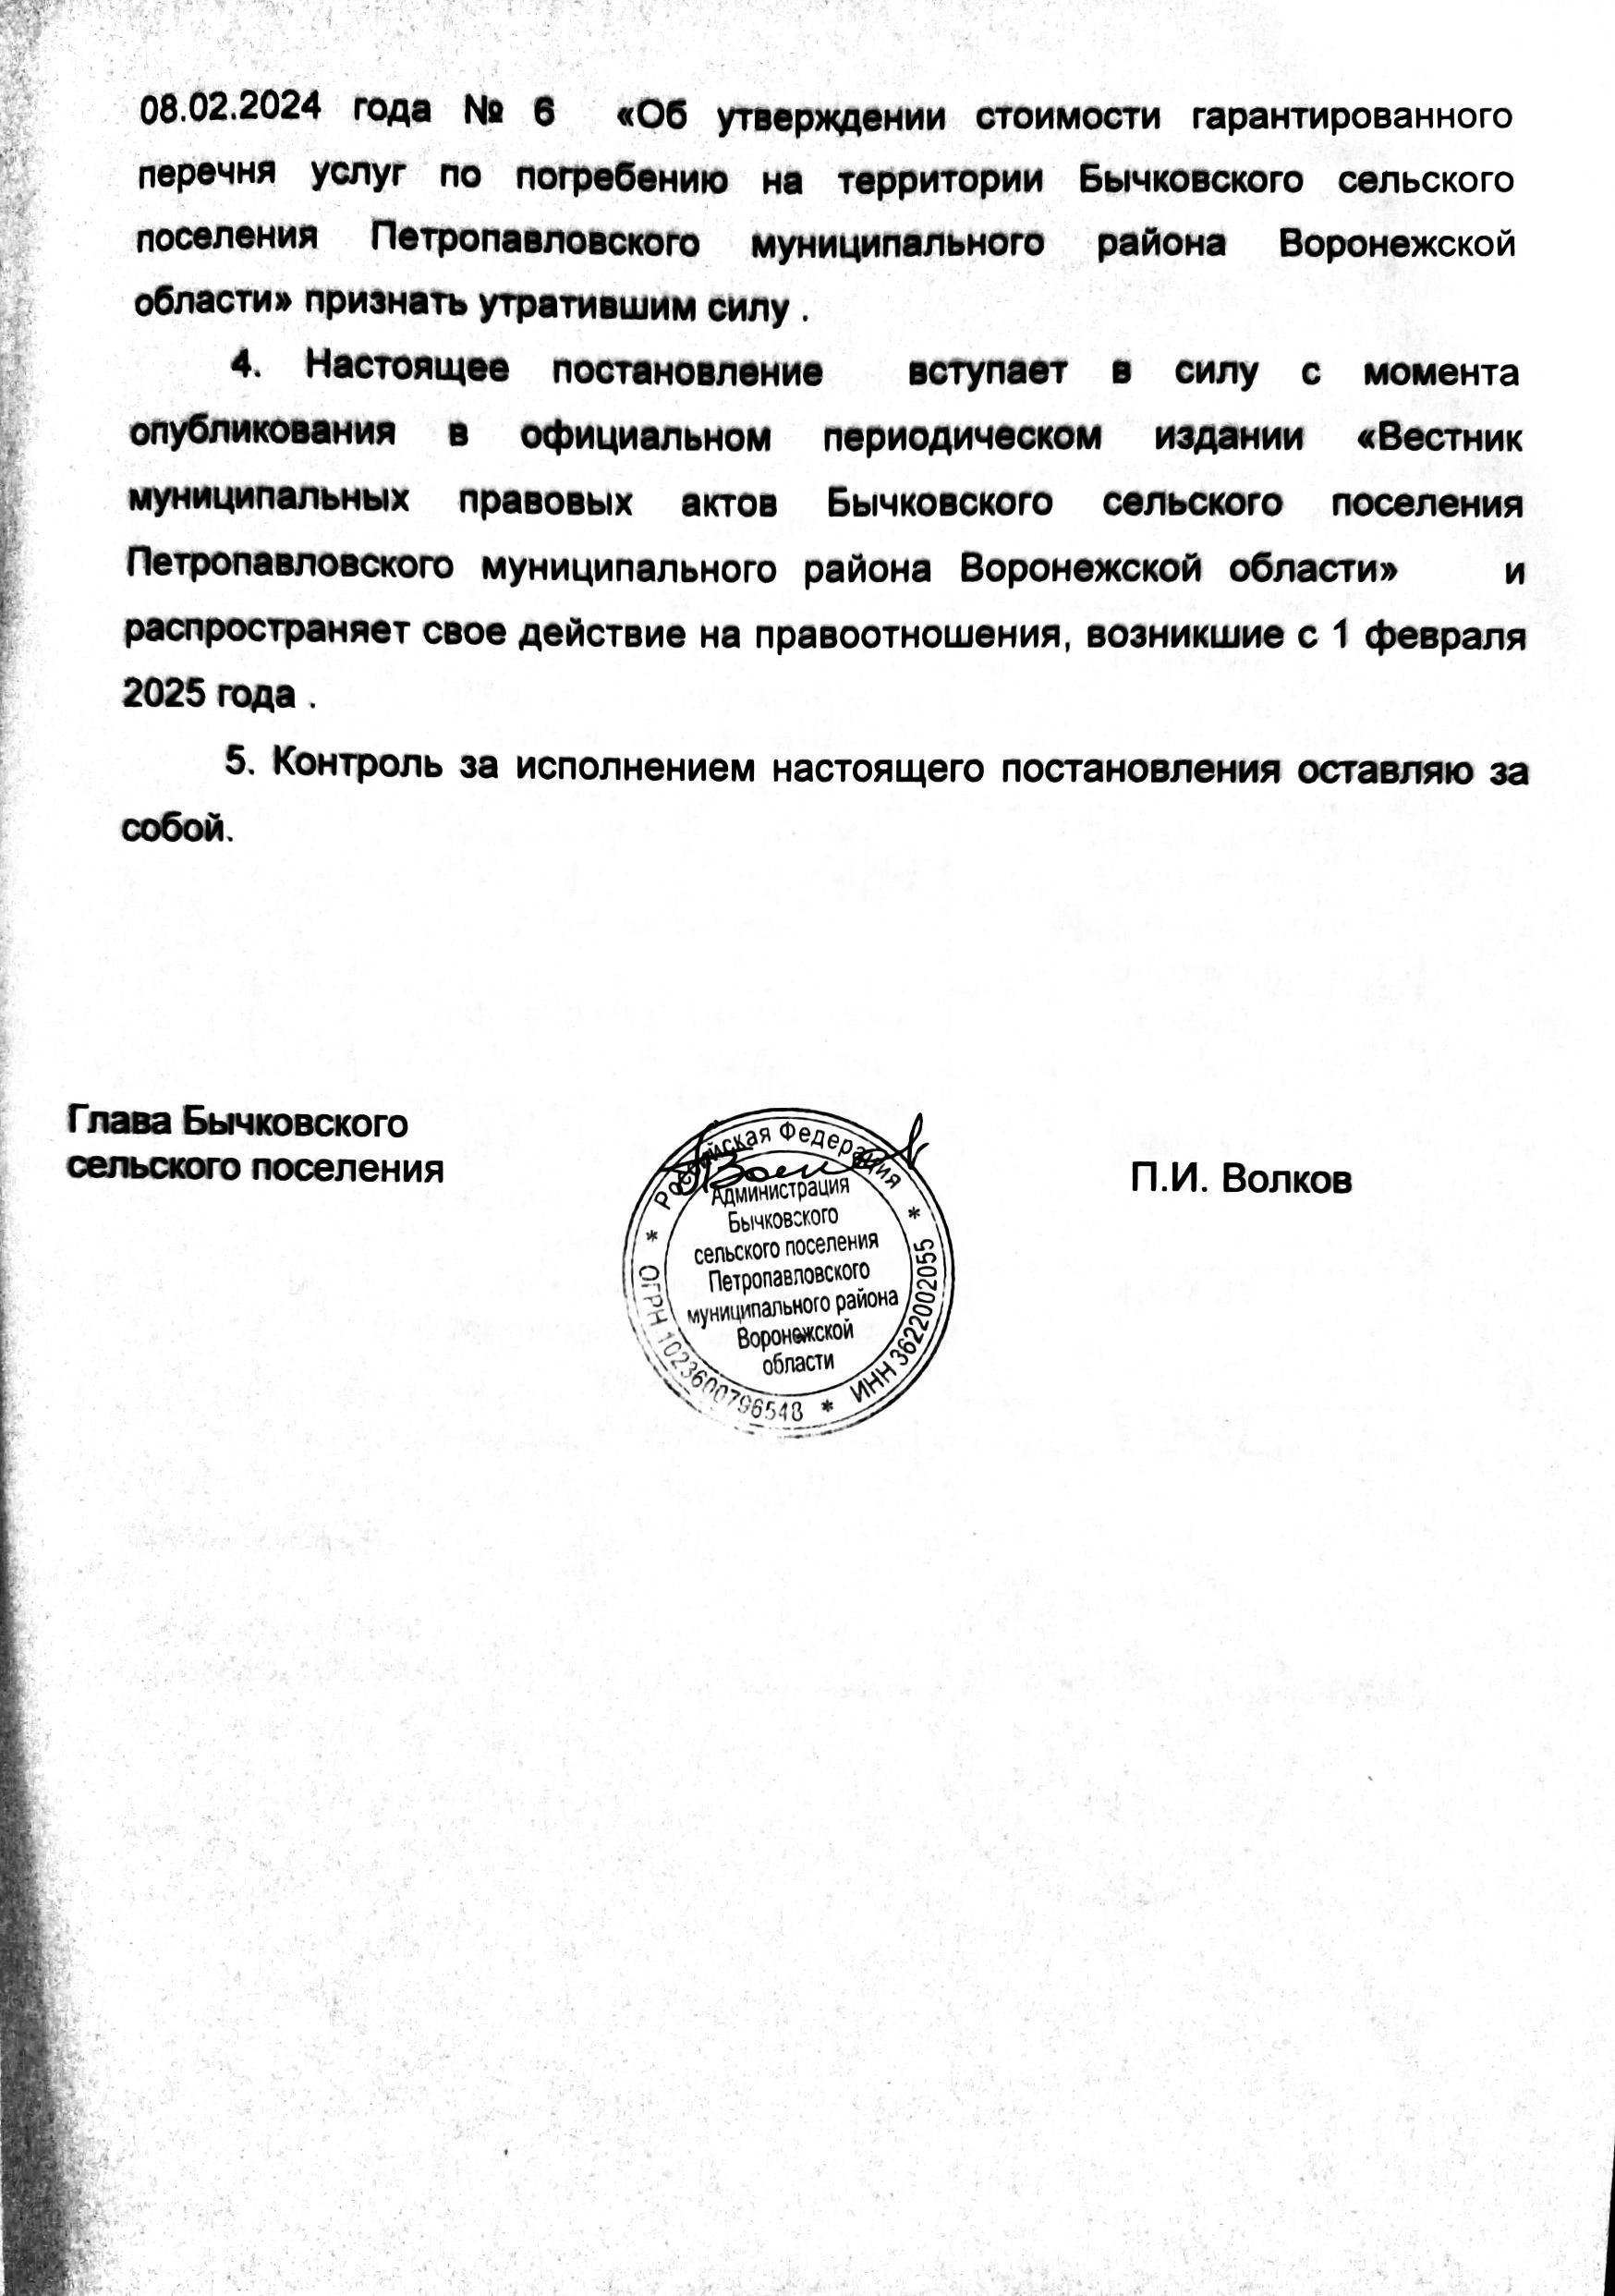 08.02.2024 года № 6 «Об утверждении стоимости гарантированного
перечня услуг по погребению на территории Бычковского сельского
поселения Петропавловского муниципального района Воронежской
области» признать утратившим силу .
4. Настоящее постановление вступает в силу с момента
опубликования в официальном периодическом издании «Вестник
муниципальных правовых актов Бычковского сельского поселения
Петропавловского муниципального района Воронежской области» и
распространяет свое действие на правоотношения, возникшие с 1 февраля
2025 года .
5. Контроль за исполнением настоящего постановления оставляю за
собой.
Глава Бычковского
сельского поселения
П.И. Волков
Российская Федерация
Администрация
Бычковского
сельского поселения
Петропавловского
муниципального района
Воронежской
области
* ОГРН 1023600796548 * ИНН 3622002055 *